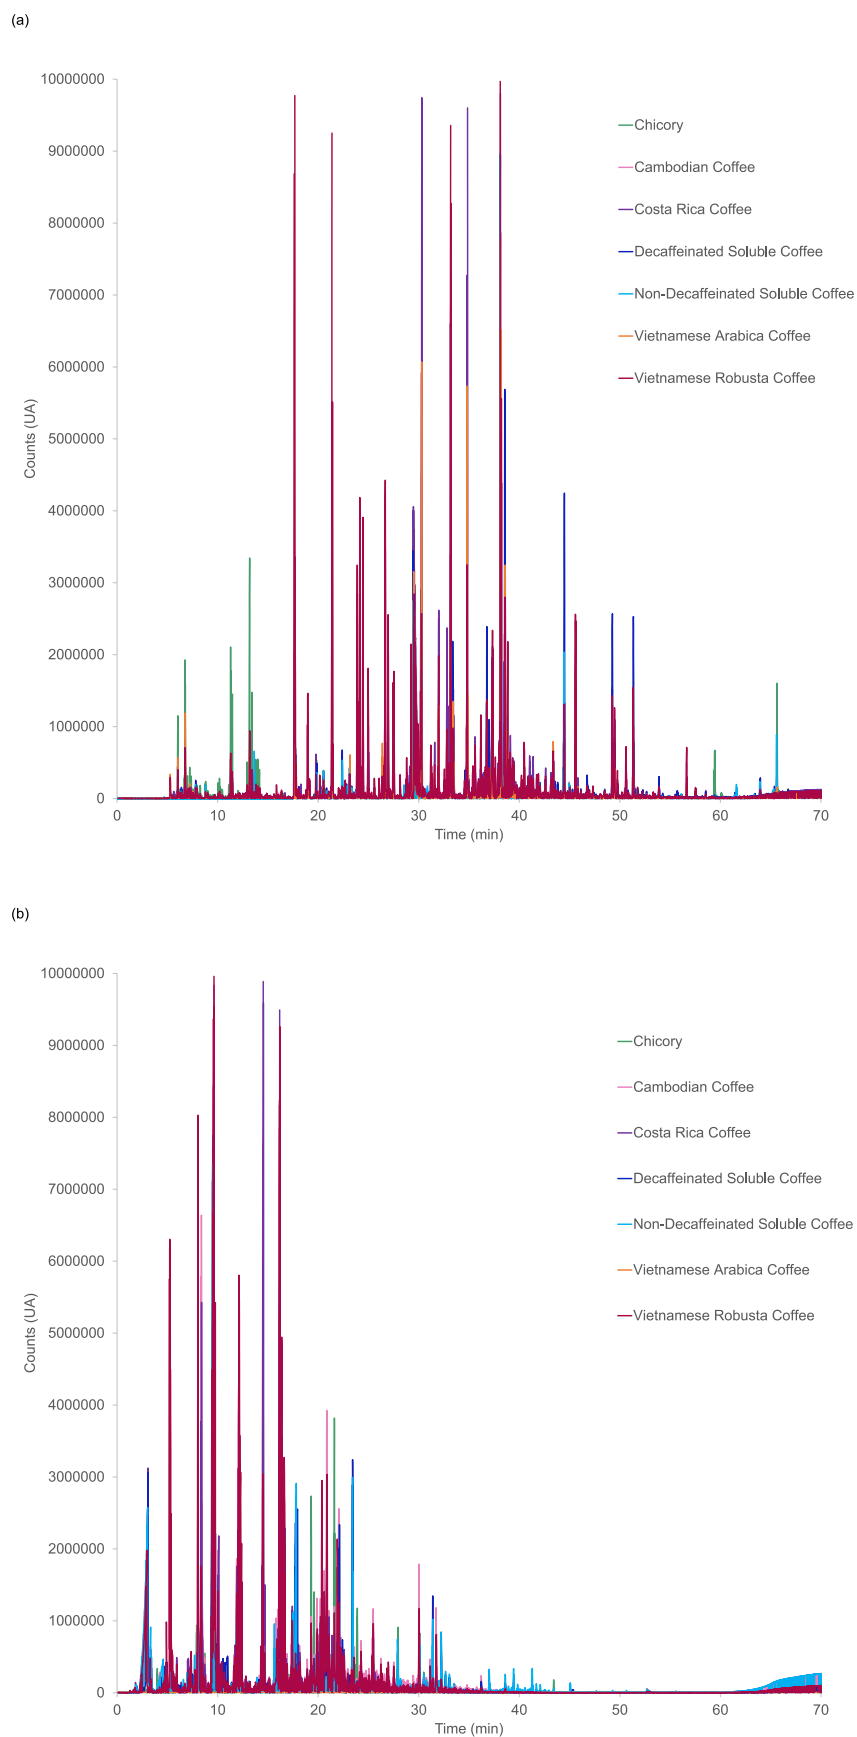 (a)
10000000
9000000
8000000
7000000
6000000
5000000
4000000
3000000
2000000
1000000
0
Counts (UA)
Chicory
Cambodian Coffee
Costa Rica Coffee
Decaffeinated Soluble Coffee
Non-Decaffeinated Soluble Coffee
Vietnamese Arabica Coffee
Vietnamese Robusta Coffee
0 10 20 30 40 50 60 70
Time (min)
(b)
10000000
9000000
8000000
7000000
6000000
5000000
4000000
3000000
2000000
1000000
0
Counts (UA)
Chicory
Cambodian Coffee
Costa Rica Coffee
Decaffeinated Soluble Coffee
Non-Decaffeinated Soluble Coffee
Vietnamese Arabica Coffee
Vietnamese Robusta Coffee
0 10 20 30 40 50 60 70
Time (min)